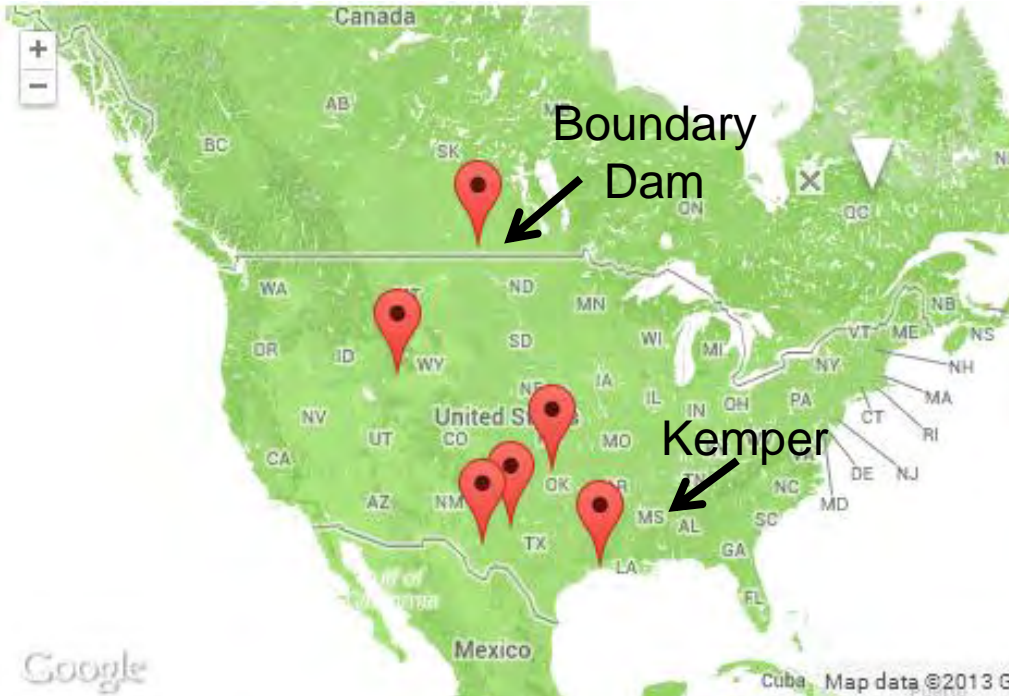 Canada
+
−
AB
BC
SK
Boundary
Dam
ON
QC
WA
ND
MN
NB
NS
OR
ID
WY
SD
WI
MI
VT
ME
NH
NY
MA
NV
UT
CO
United
IA
IL
IN
OH
PA
CT
RI
CA
MO
Kemper
DE
NJ
MD
AZ
NM
OK
TN
NC
TX
MS
AL
SC
GA
LA
FL
Mexico
Google
Cuba
Map data ©2013 G